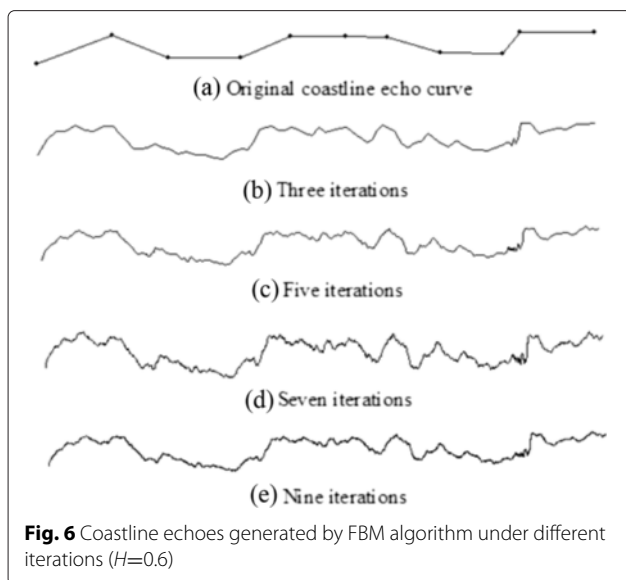 (a) Original coastline echo curve
(b) Three iterations
(c) Five iterations
(d) Seven iterations
(e) Nine iterations
Fig. 6 Coastline echoes generated by FBM algorithm under different
iterations (H=0.6)